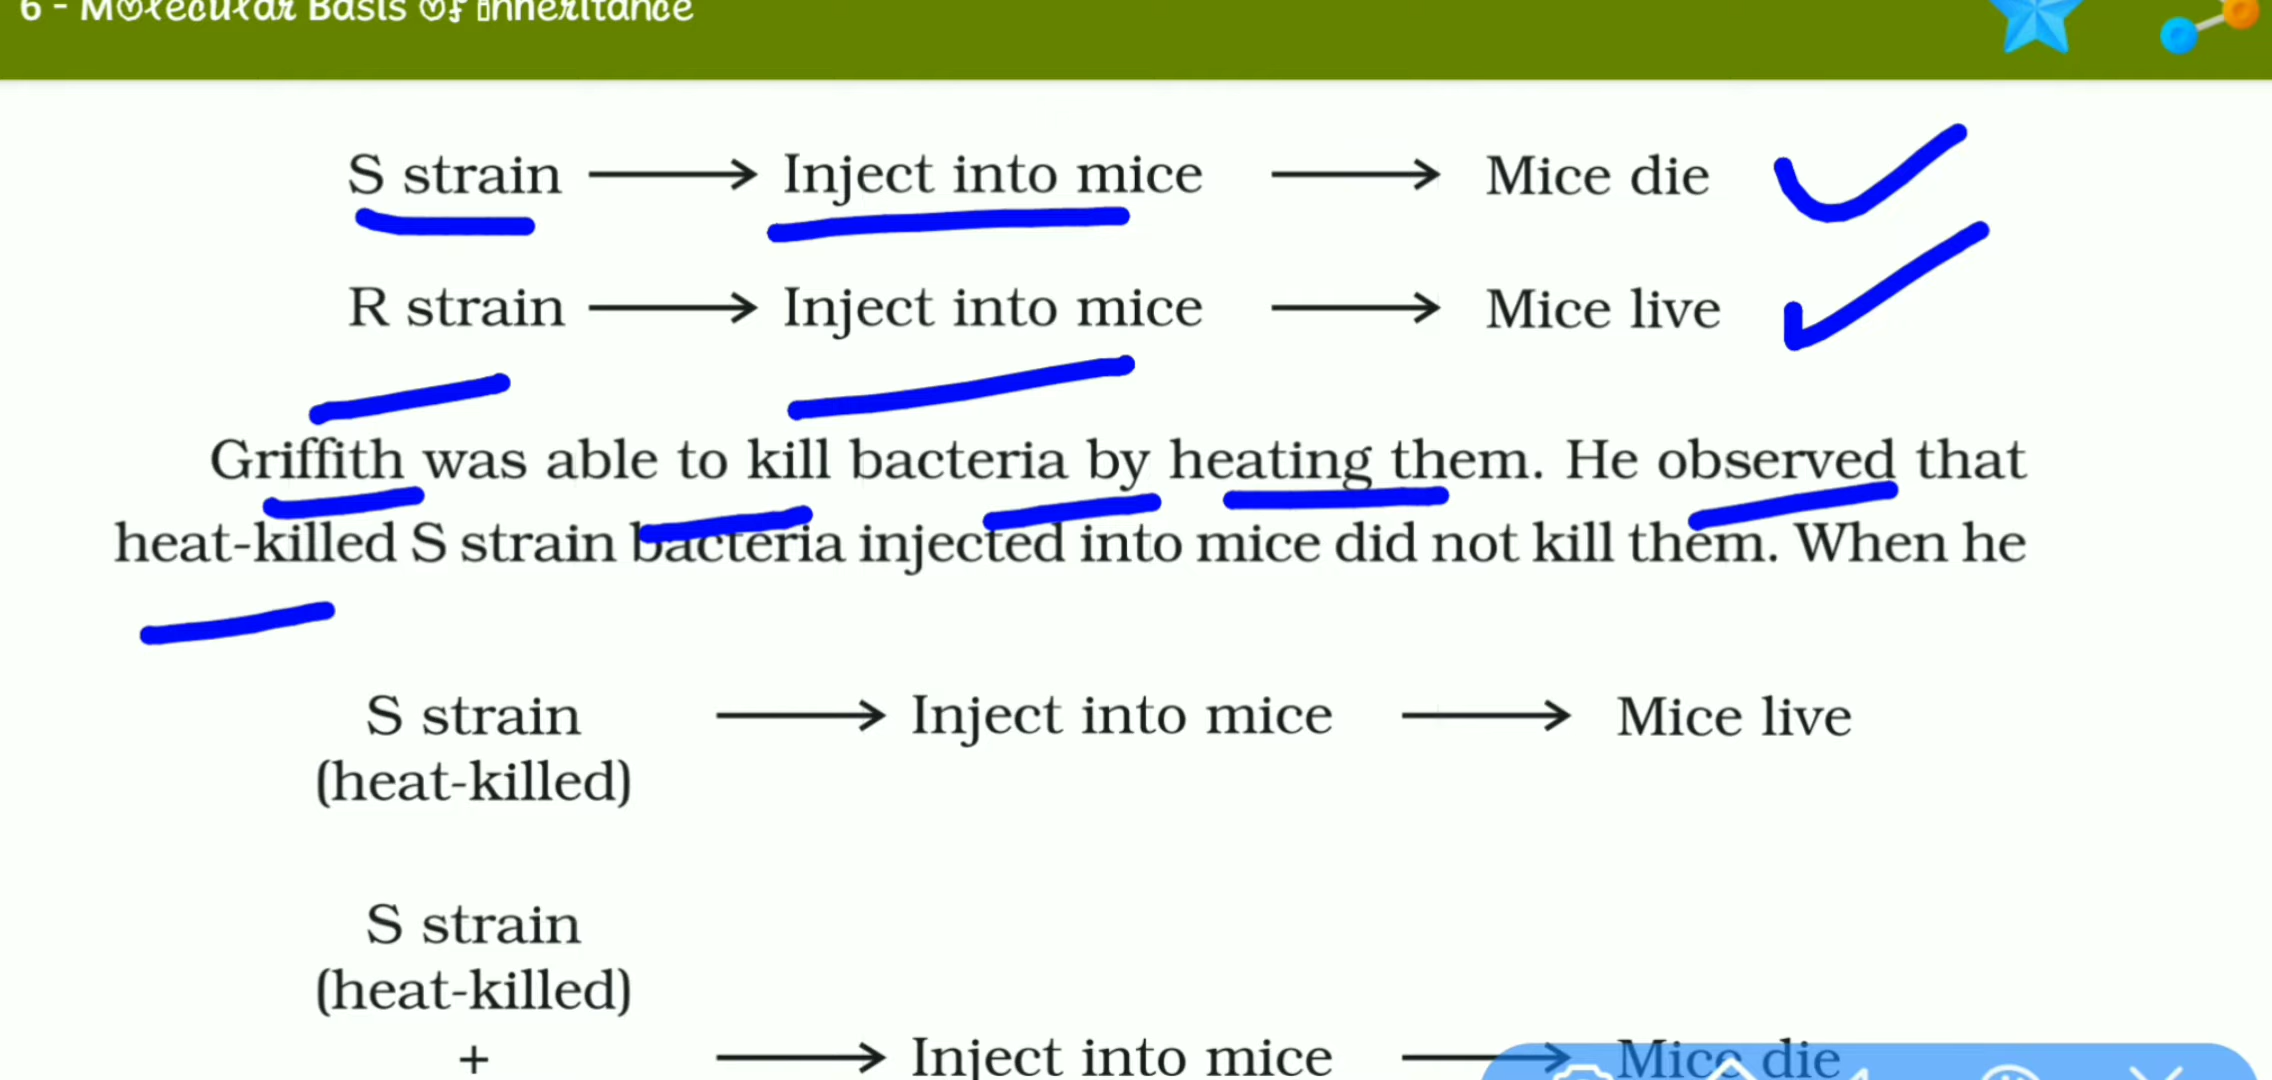 6 - Molecular Basis Of Inheritance
S strain → Inject into mice → Mice die
R strain → Inject into mice → Mice live
Griffith was able to kill bacteria by heating them. He observed that
heat-killed S strain bacteria injected into mice did not kill them. When he
S strain → Inject into mice → Mice live
(heat-killed)
S strain
(heat-killed)
+ → Inject into mice → Mice die